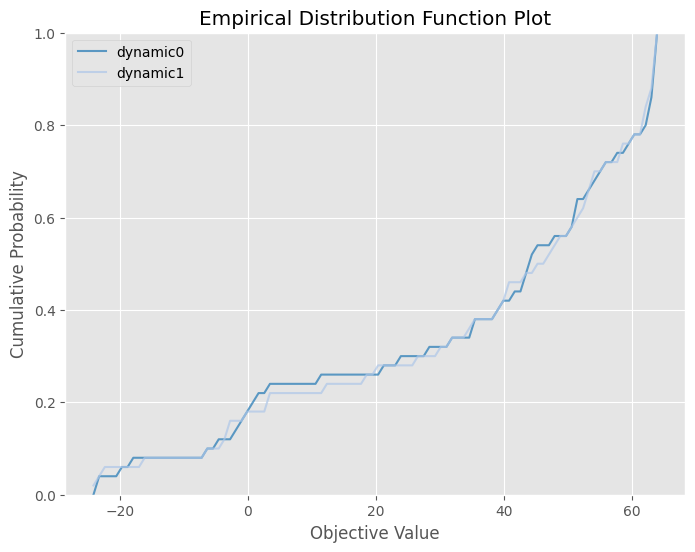 Empirical Distribution Function Plot
dynamic0
dynamic1
Cumulative Probability
1.0
0.8
0.6
0.4
0.2
0.0
−20
0
20
40
60
Objective Value